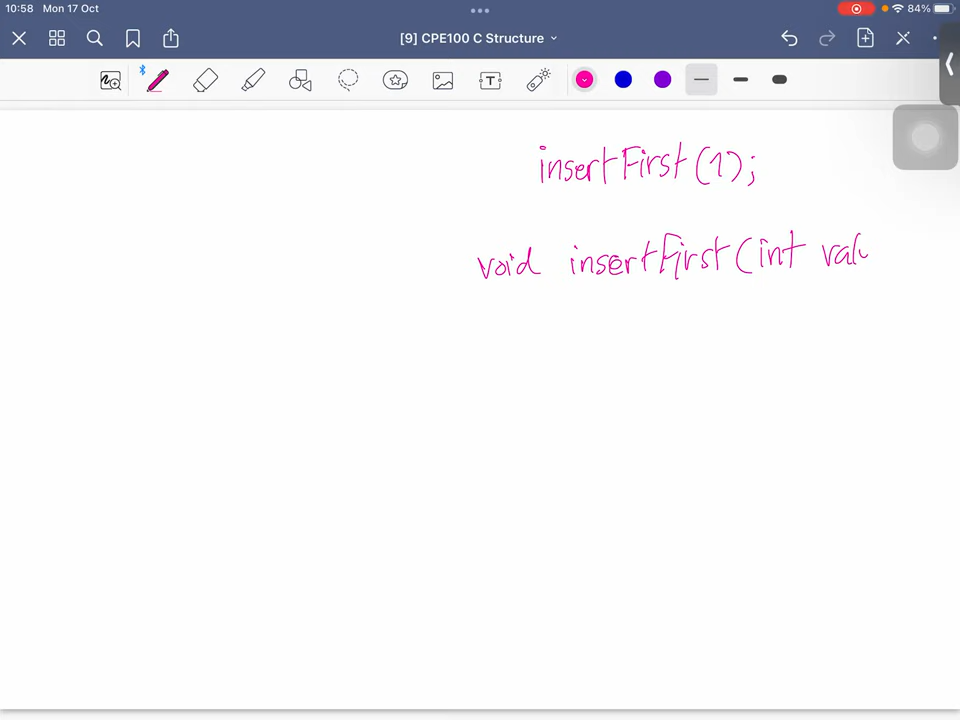 10:58 Mon 17 Oct
84%
[9] CPE100 C Structure
insertFirst(1);
void insertFirst(int val